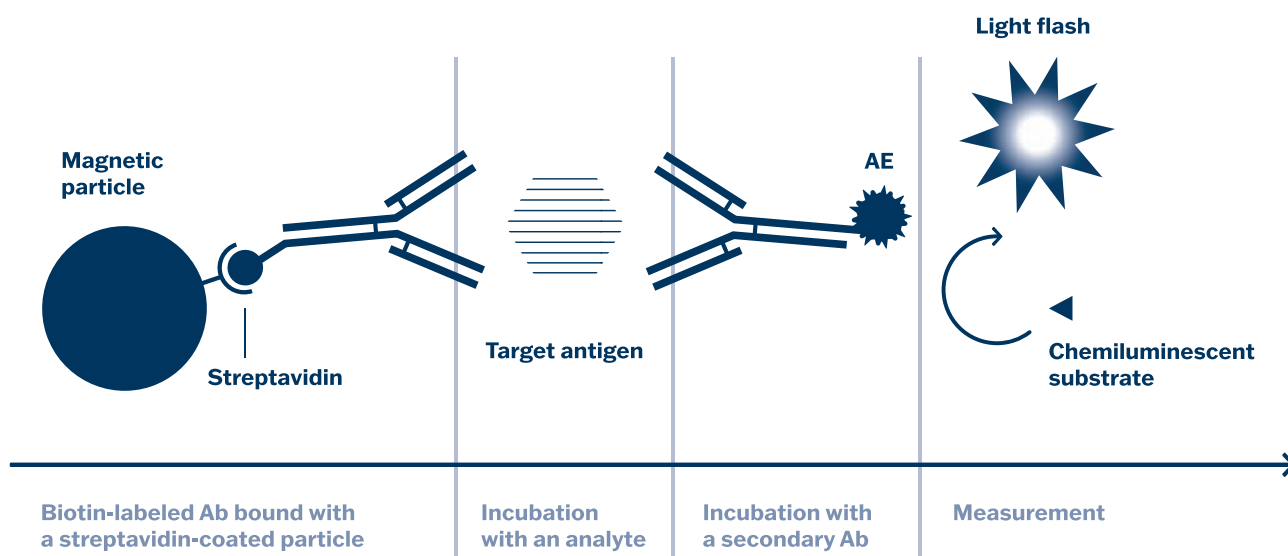 Light flash
Magnetic
particle
AE
Target antigen
Streptavidin
Chemiluminescent
substrate
Biotin-labeled Ab bound with
a streptavidin-coated particle
Incubation
with an analyte
Incubation with
a secondary Ab
Measurement